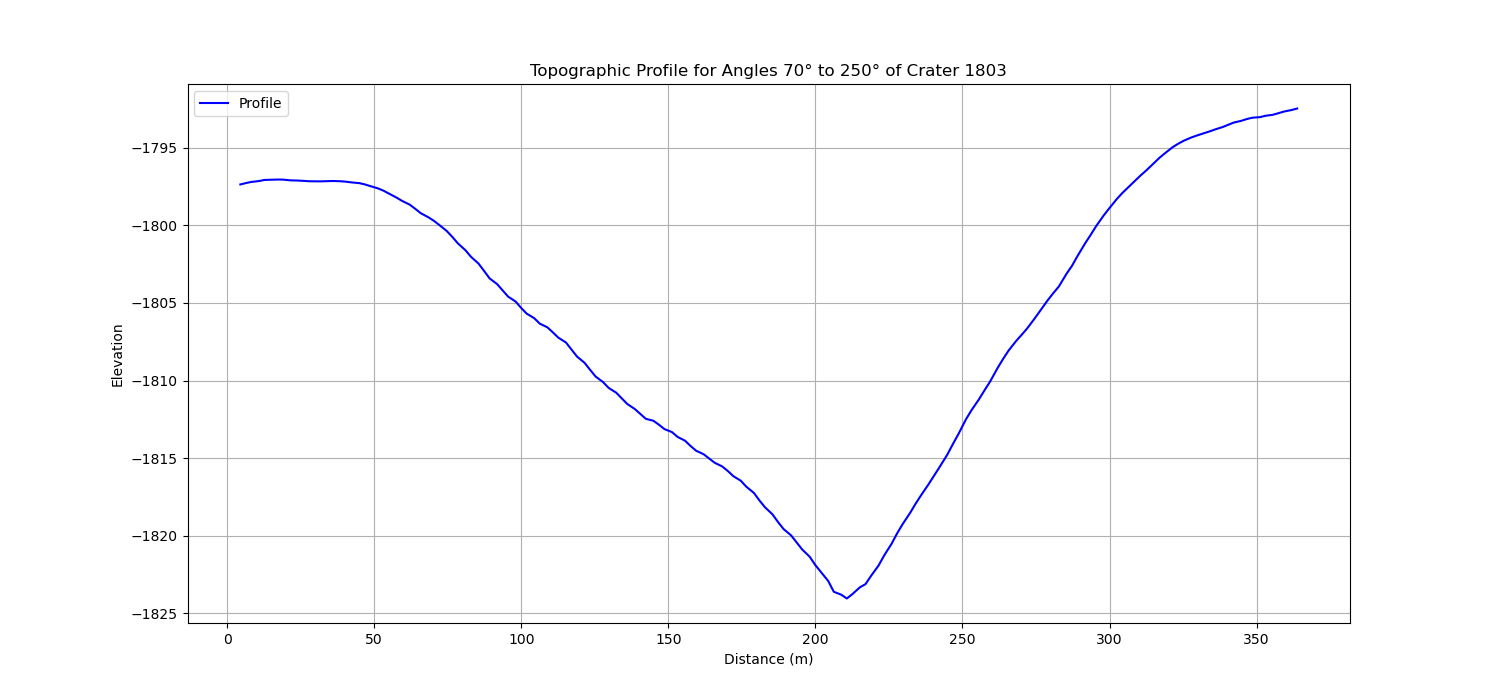 Topographic Profile for Angles 70° to 250° of Crater 1803
Profile
−1795
−1800
−1805
−1810
−1815
−1820
−1825
Elevation
0 50 100 150 200 250 300 350
Distance (m)